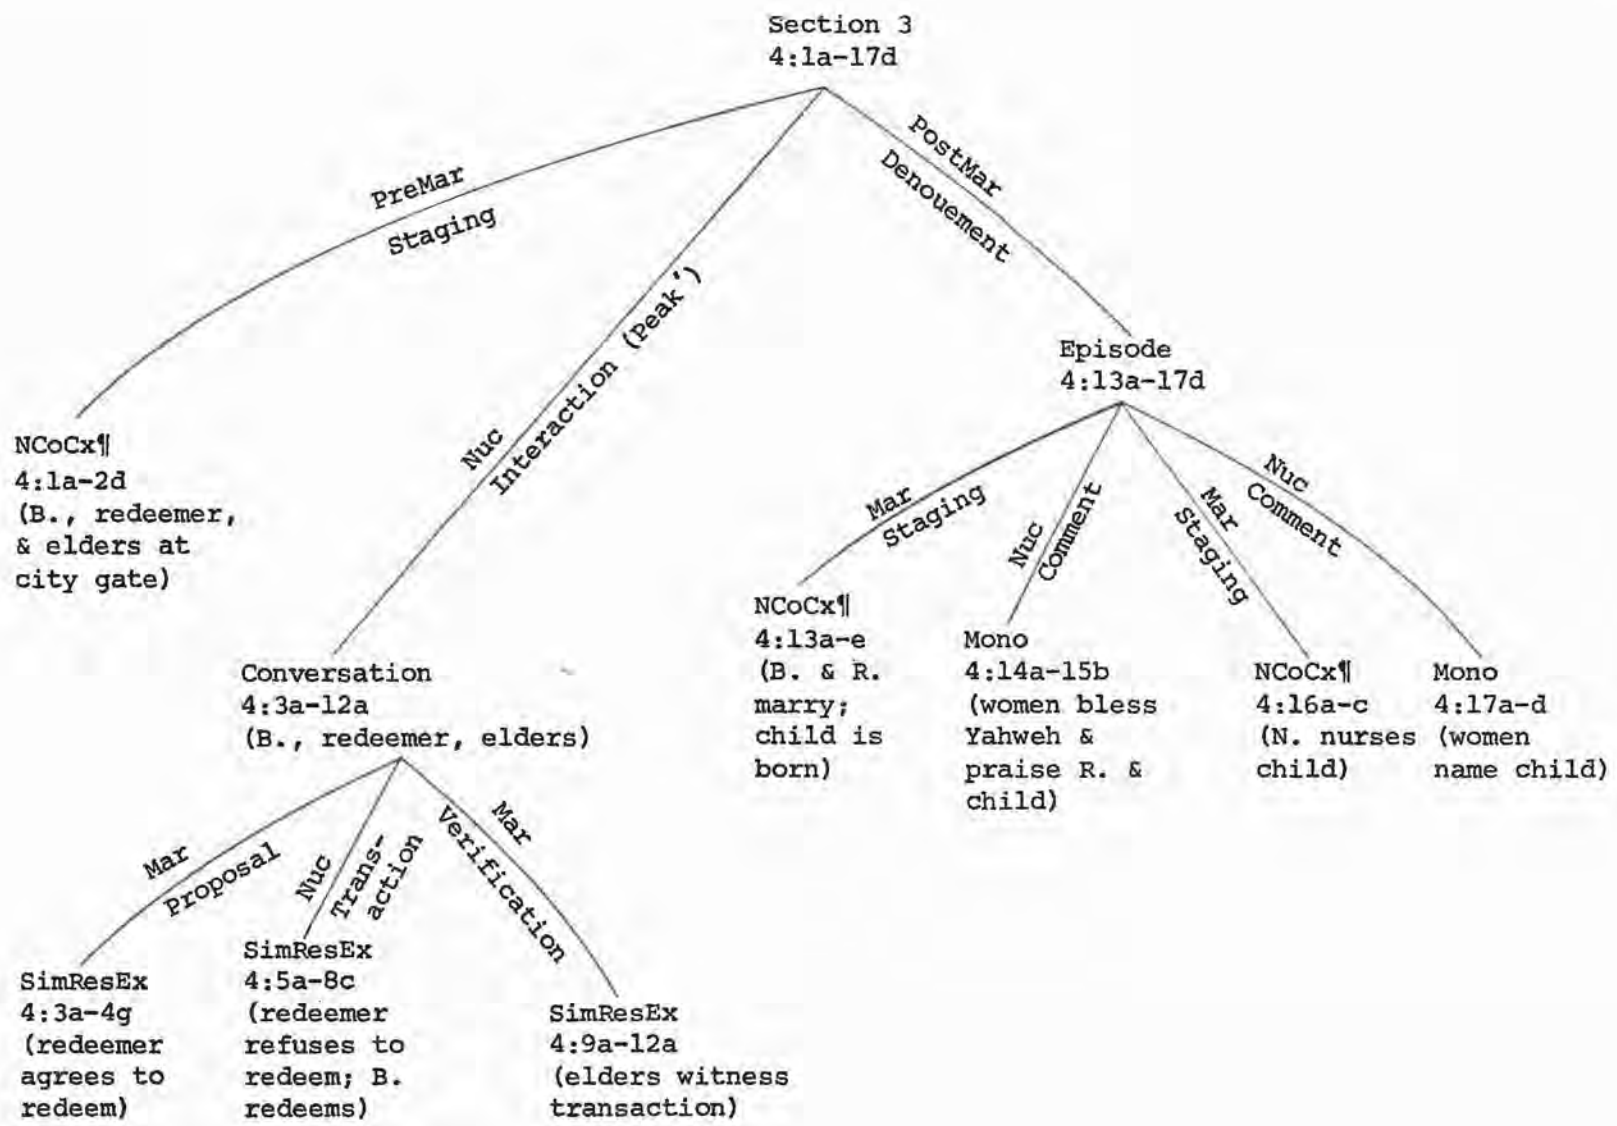 Section 3
4:1a-17d
PreMar
Staging
Nuc
Interaction (Peak')
PostMar
Denouement
NCoCx¶
4:1a-2d
(B., redeemer,
& elders at
city gate)
Conversation
4:3a-12a
(B., redeemer, elders)
Mar
Proposal
Nuc
Trans-
action
Mar
Verification
SimResEx
4:3a-4g
(redeemer
agrees to
redeem)
SimResEx
4:5a-8c
(redeemer
refuses to
redeem; B.
redeems)
SimResEx
4:9a-12a
(elders witness
transaction)
Episode
4:13a-17d
Mar
Staging
Nuc
Comment
Mar
Staging
Nuc
Comment
NCoCx¶
4:13a-e
(B. & R.
marry;
child is
born)
Mono
4:14a-15b
(women bless
Yahweh &
praise R. &
child)
NCoCx¶
4:16a-c
(N. nurses
child)
Mono
4:17a-d
(women
name child)